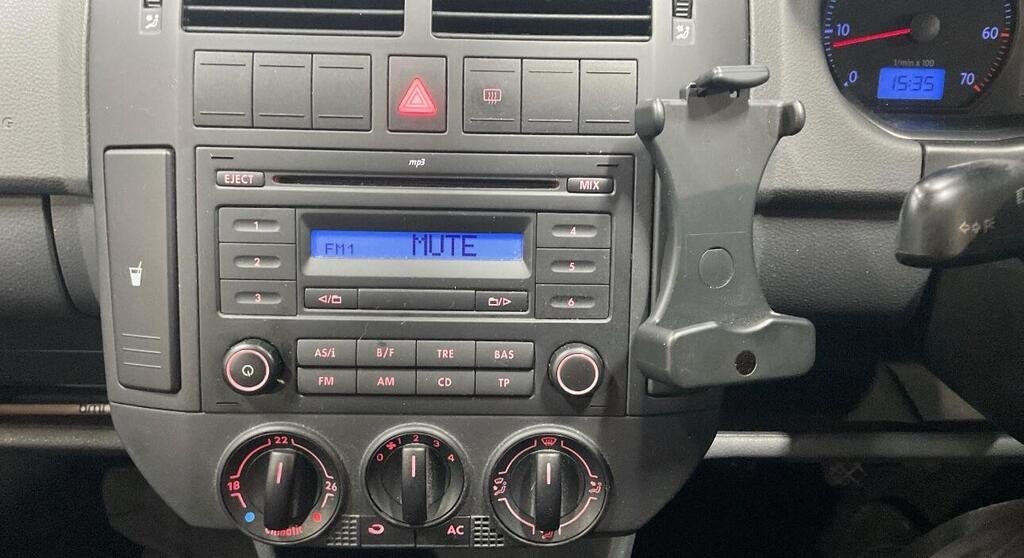 10
60
1/min x 100
0
15:35
70
G
mp3
EJECT
MIX
1
4
FM1 MUTE
2
5
3
6
AS/i B/F TRE BAS
FM AM CD TP
22
18
26
climatic
0 1 2 3 4
AC